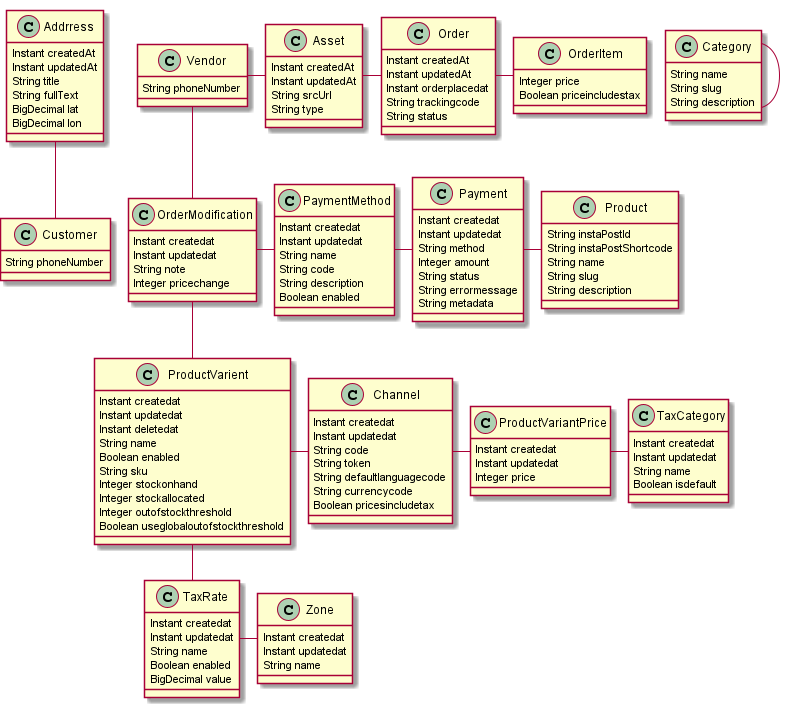 C Address
Instant createdAt
Instant updatedAt
String title
String fullText
BigDecimal lat
BigDecimal lon
C Vendor
String phoneNumber
C Asset
Instant createdAt
Instant updatedAt
String srcUrl
String type
C Order
Instant createdAt
Instant updatedAt
Instant orderplacedat
String trackingcode
String status
C OrderItem
Integer price
Boolean priceincludestax
C Category
String name
String slug
String description
C Customer
String phoneNumber
C OrderModification
Instant createdat
Instant updatedat
String note
Integer pricechange
C PaymentMethod
Instant createdat
Instant updatedat
String name
String code
String description
Boolean enabled
C Payment
Instant createdat
Instant updatedat
String method
Integer amount
String status
String errormessage
String metadata
C Product
String instaPostId
String instaPostShortcode
String name
String slug
String description
C ProductVarient
Instant createdat
Instant updatedat
Instant deletedat
String name
Boolean enabled
String sku
Integer stockonhand
Integer stockallocated
Integer outofstockthreshold
Boolean useglobaloutofstockthreshold
C Channel
Instant createdat
Instant updatedat
String code
String token
String defaultlanguagecode
String currencycode
Boolean pricesincludetax
C ProductVariantPrice
Instant createdat
Instant updatedat
Integer price
C TaxCategory
Instant createdat
Instant updatedat
String name
Boolean isdefault
C TaxRate
Instant createdat
Instant updatedat
String name
Boolean enabled
BigDecimal value
C Zone
Instant createdat
Instant updatedat
String name